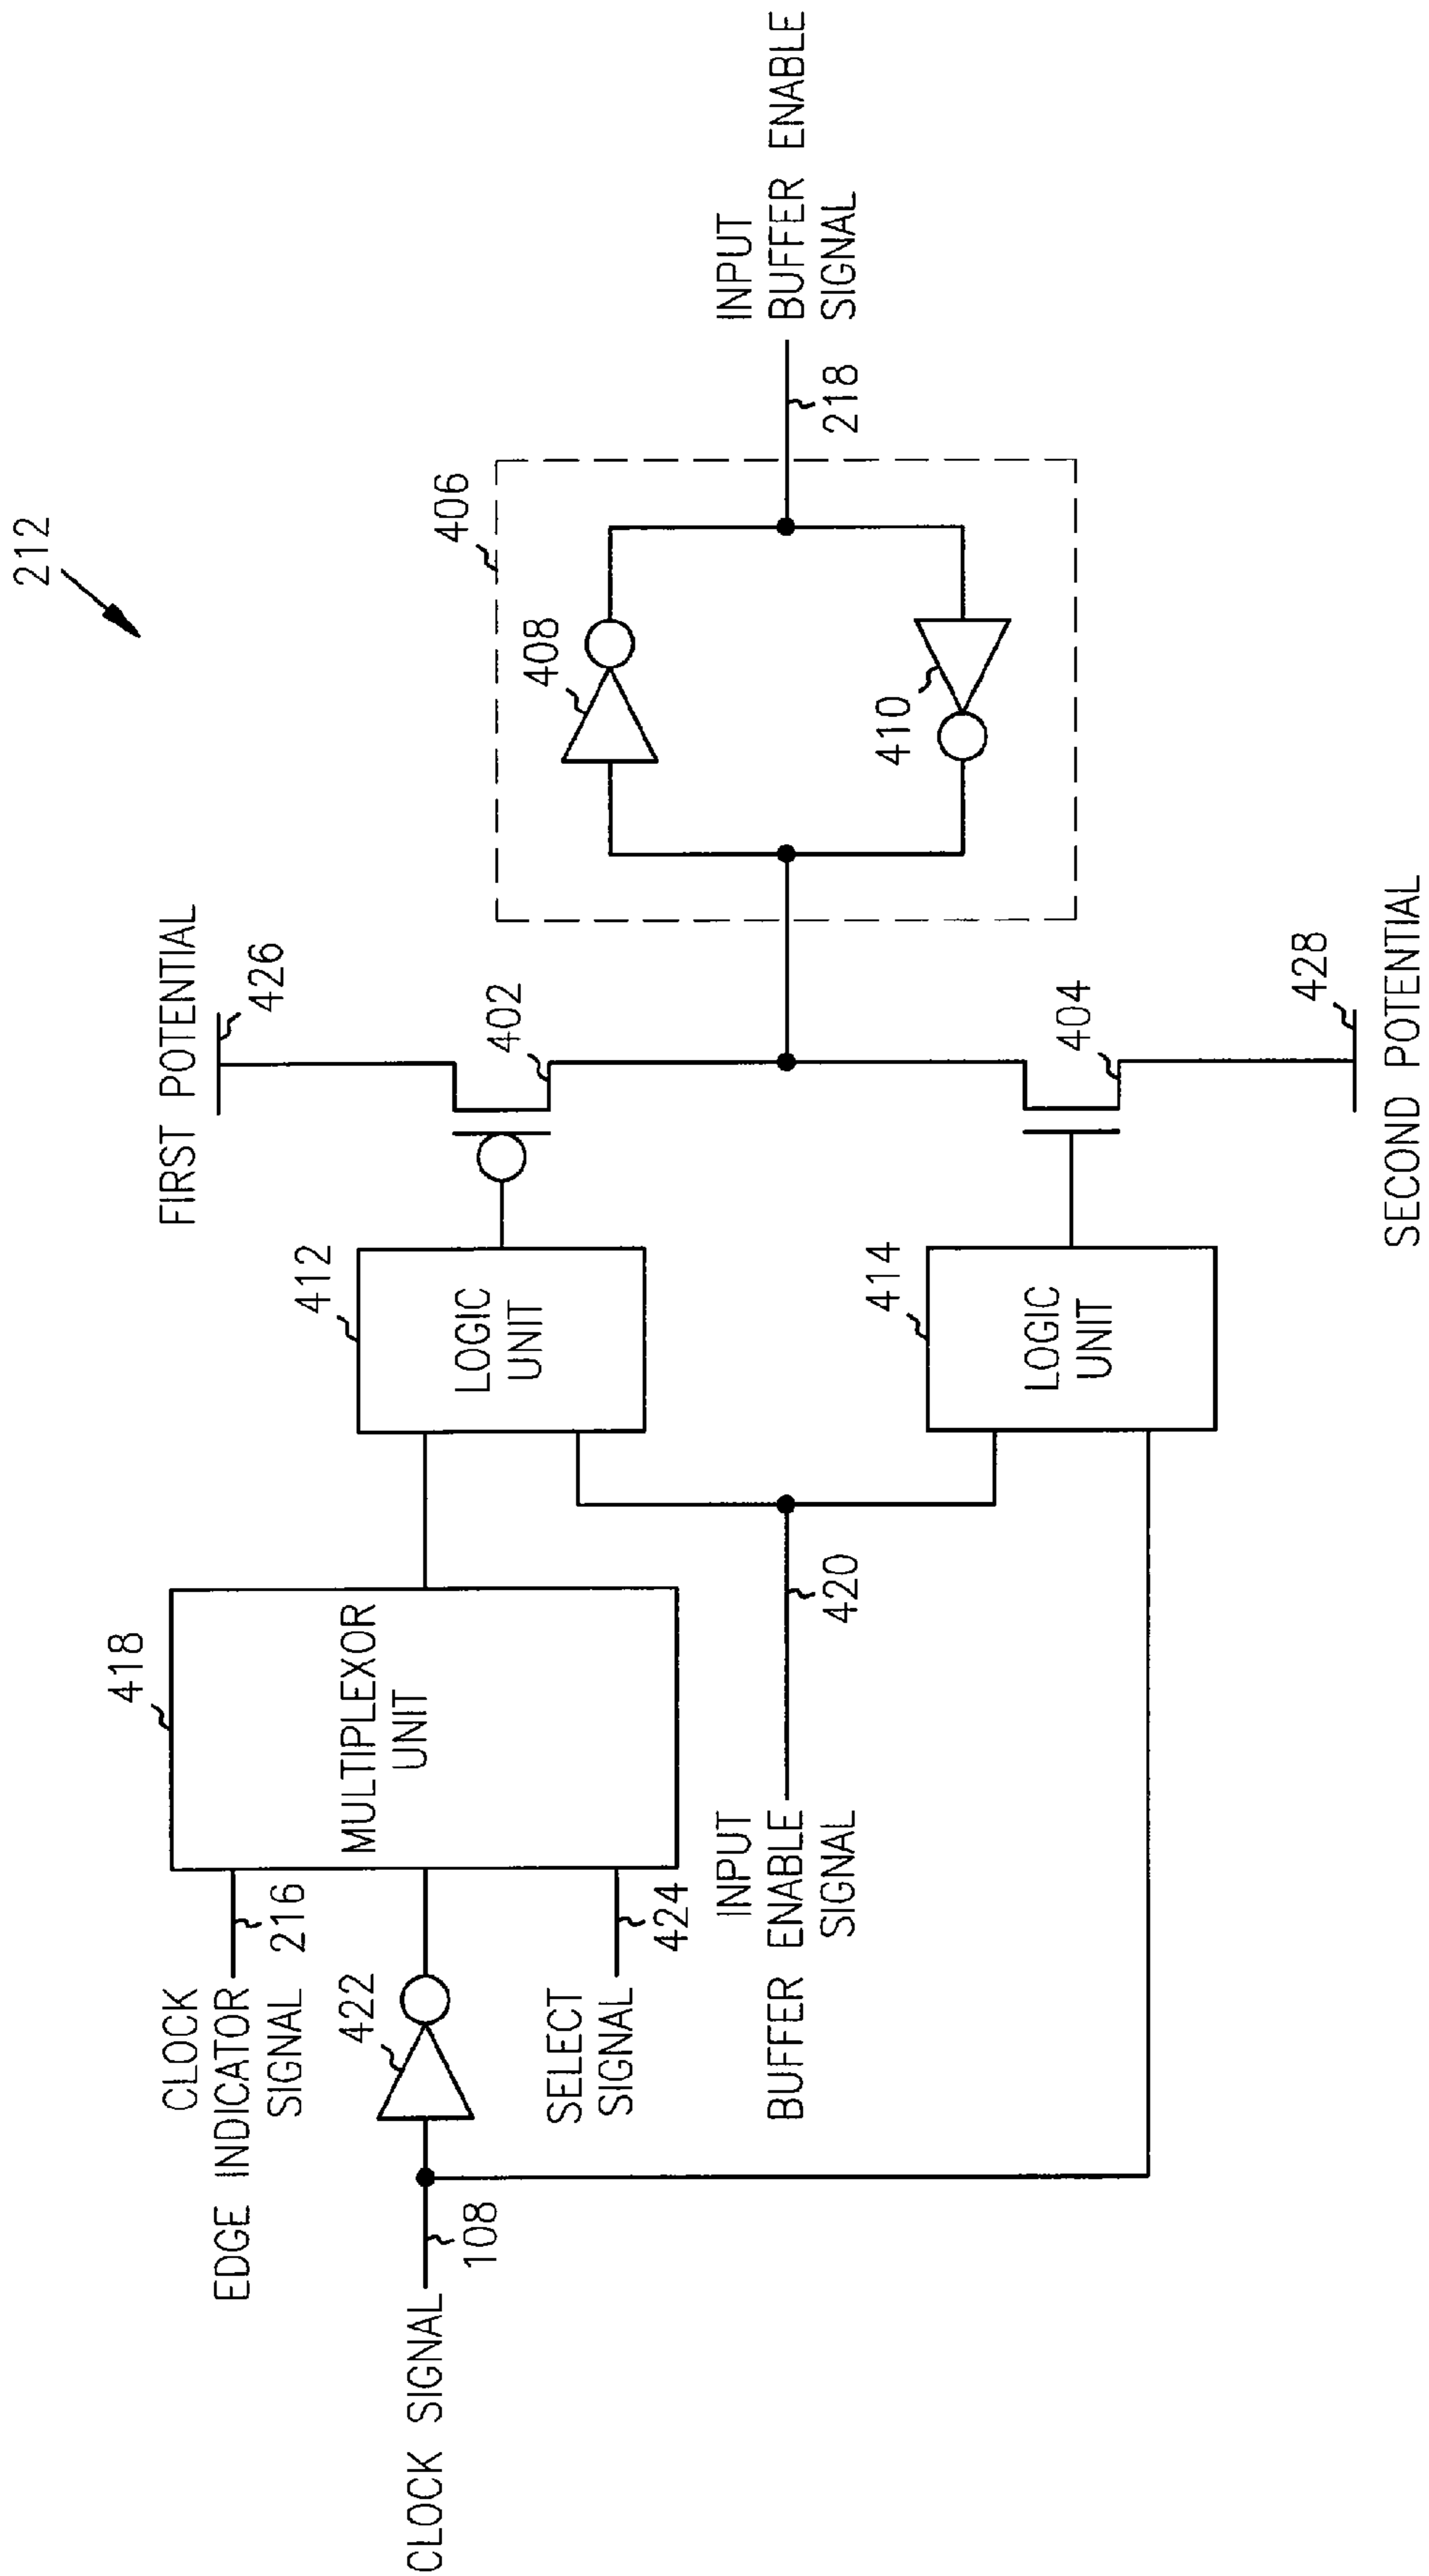 212
FIRST POTENTIAL
426
CLOCK
EDGE INDICATOR
SIGNAL 216
418
MULTIPLEXOR
UNIT
412
LOGIC
UNIT
402
406
408
410
CLOCK SIGNAL
108
422
SELECT
SIGNAL
424
INPUT
BUFFER ENABLE
SIGNAL
420
INPUT
BUFFER ENABLE
SIGNAL
218
414
LOGIC
UNIT
404
428
SECOND POTENTIAL